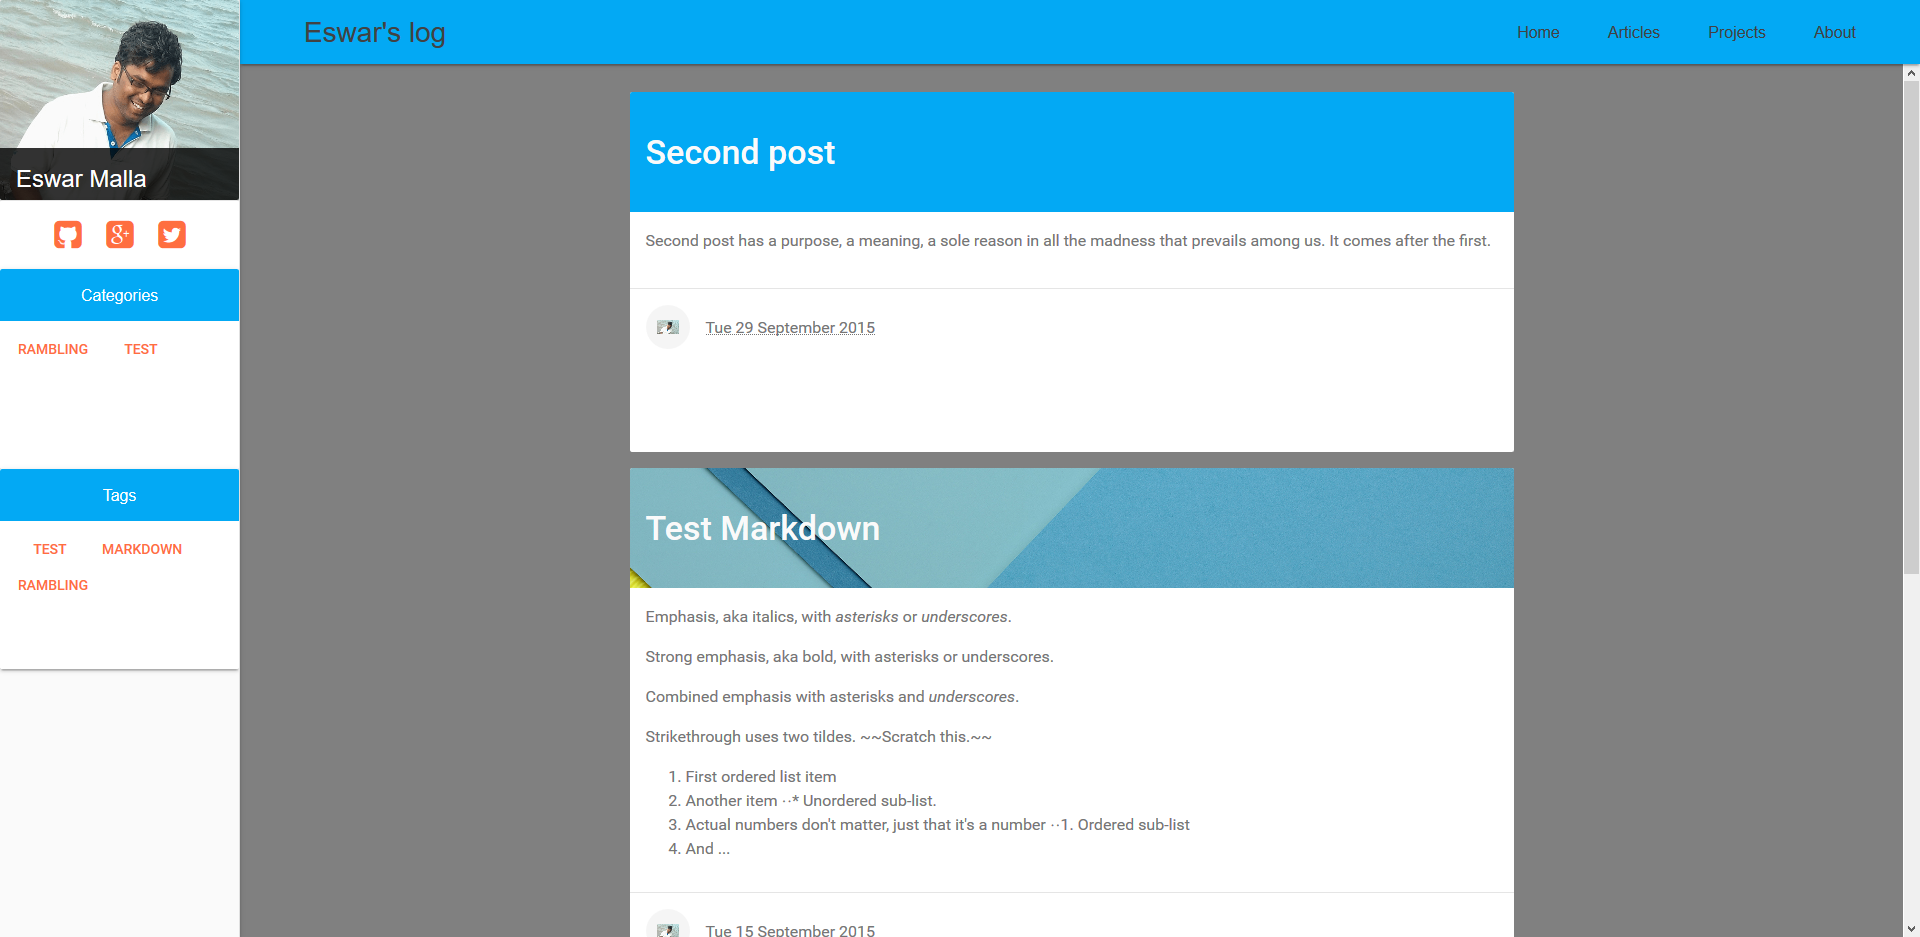 Eswar Malla
Categories
RAMBLING TEST
Tags
TEST MARKDOWN
RAMBLING
Eswar's log
Home Articles Projects About
Second post
Second post has a purpose, a meaning, a sole reason in all the madness that prevails among us. It comes after the first.
Tue 29 September 2015
Test Markdown
Emphasis, aka italics, with asterisks or underscores.
Strong emphasis, aka bold, with asterisks or underscores.
Combined emphasis with asterisks and underscores.
Strikethrough uses two tildes. ~~Scratch this.~~
1. First ordered list item
2. Another item ··* Unordered sub-list.
3. Actual numbers don't matter, just that it's a number ··1. Ordered sub-list
4. And ...
Tue 15 September 2015